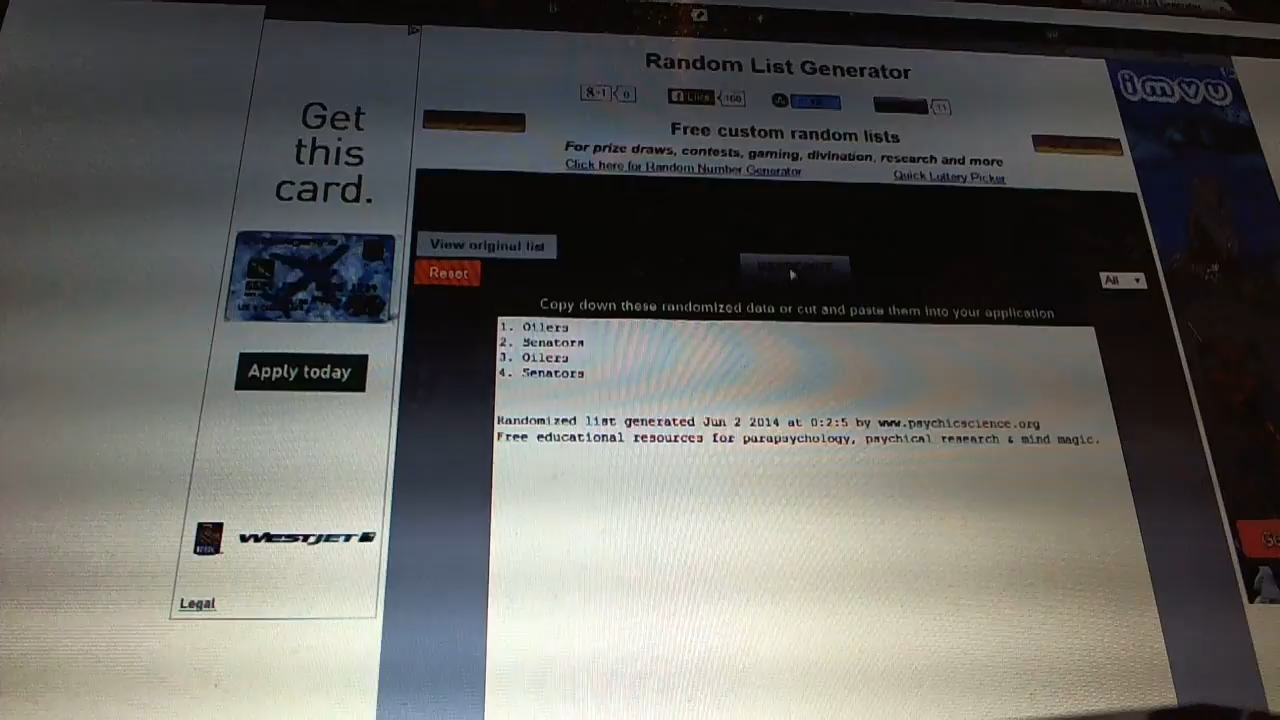 Random List Generator
Free custom random lists
For prize draws, contests, gaming, divination, research and more
Click here for Random Number Generator
Quick Lottery Picker
View original list
Reset
All
Copy down these randomized data or cut and paste them into your application
1. Oilers
2. Senators
3. Oilers
4. Senators
Randomized list generated Jun 2 2014 at 0:2:5 by www.psychicscience.org
Free educational resources for parapsychology, psychical research & mind magic.
Get
this
card.
Apply today
WESTJET
Legal
imvu